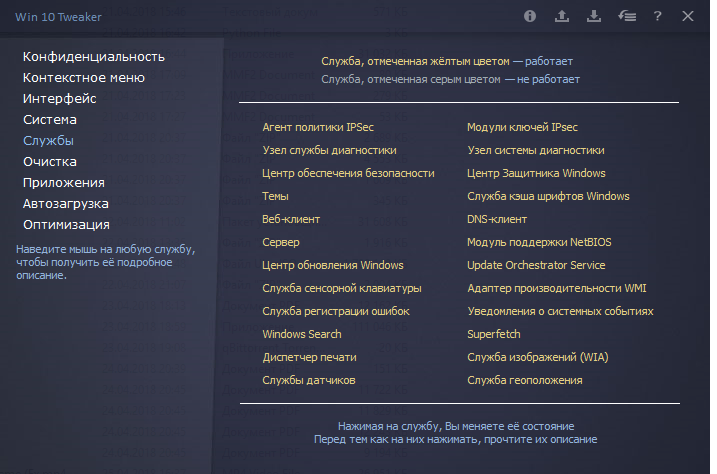 Win 10 Tweaker
Конфиденциальность
Контекстное меню
Интерфейс
Система
Службы
Очистка
Приложения
Автозагрузка
Оптимизация
Наведите мышь на любую службу,
чтобы получить её подробное
описание.
Служба, отмеченная жёлтым цветом — работает
Служба, отмеченная серым цветом — не работает
Агент политики IPSec
Модули ключей IPsec
Узел службы диагностики
Узел системы диагностики
Центр обеспечения безопасности
Центр Защитника Windows
Темы
Служба кэша шрифтов Windows
Веб-клиент
DNS-клиент
Сервер
Модуль поддержки NetBIOS
Центр обновления Windows
Update Orchestrator Service
Служба сенсорной клавиатуры
Адаптер производительности WMI
Служба регистрации ошибок
Уведомления о системных событиях
Windows Search
Superfetch
Диспетчер печати
Служба изображений (WIA)
Службы датчиков
Служба геоположения
Нажимая на службу, Вы меняете её состояние
Перед тем как на них нажимать, прочтите их описание